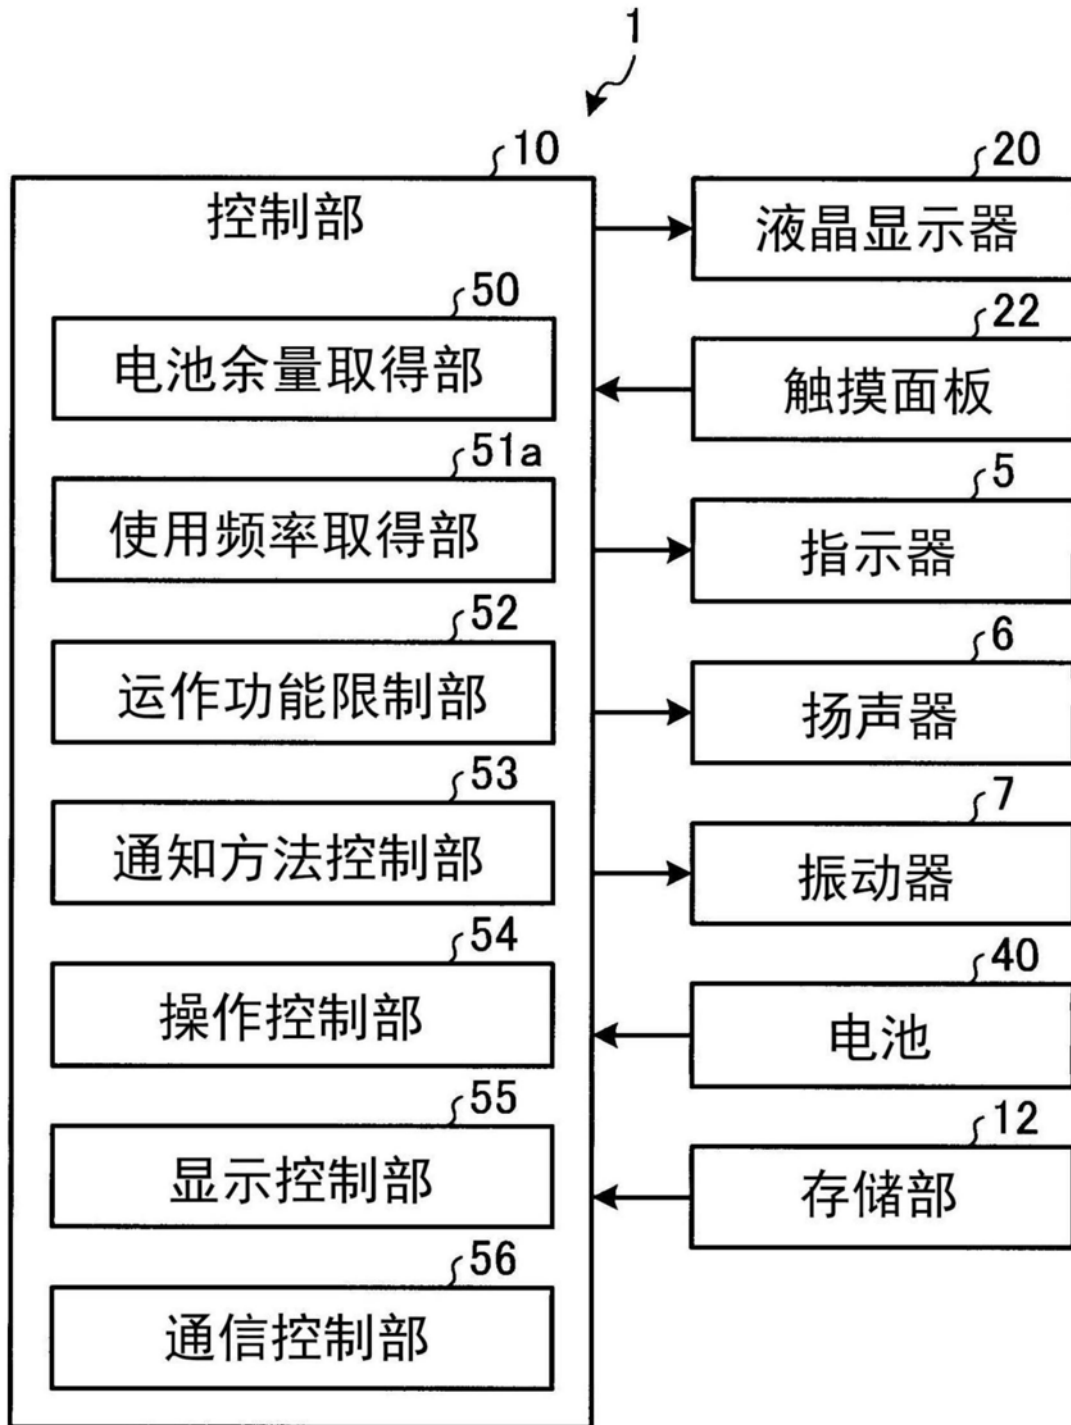 1
10
控制部
50
电池余量取得部
51a
使用频率取得部
52
运作功能限制部
53
通知方法控制部
54
操作控制部
55
显示控制部
56
通信控制部
20
液晶显示器
22
触摸面板
5
指示器
6
扬声器
7
振动器
40
电池
12
存储部